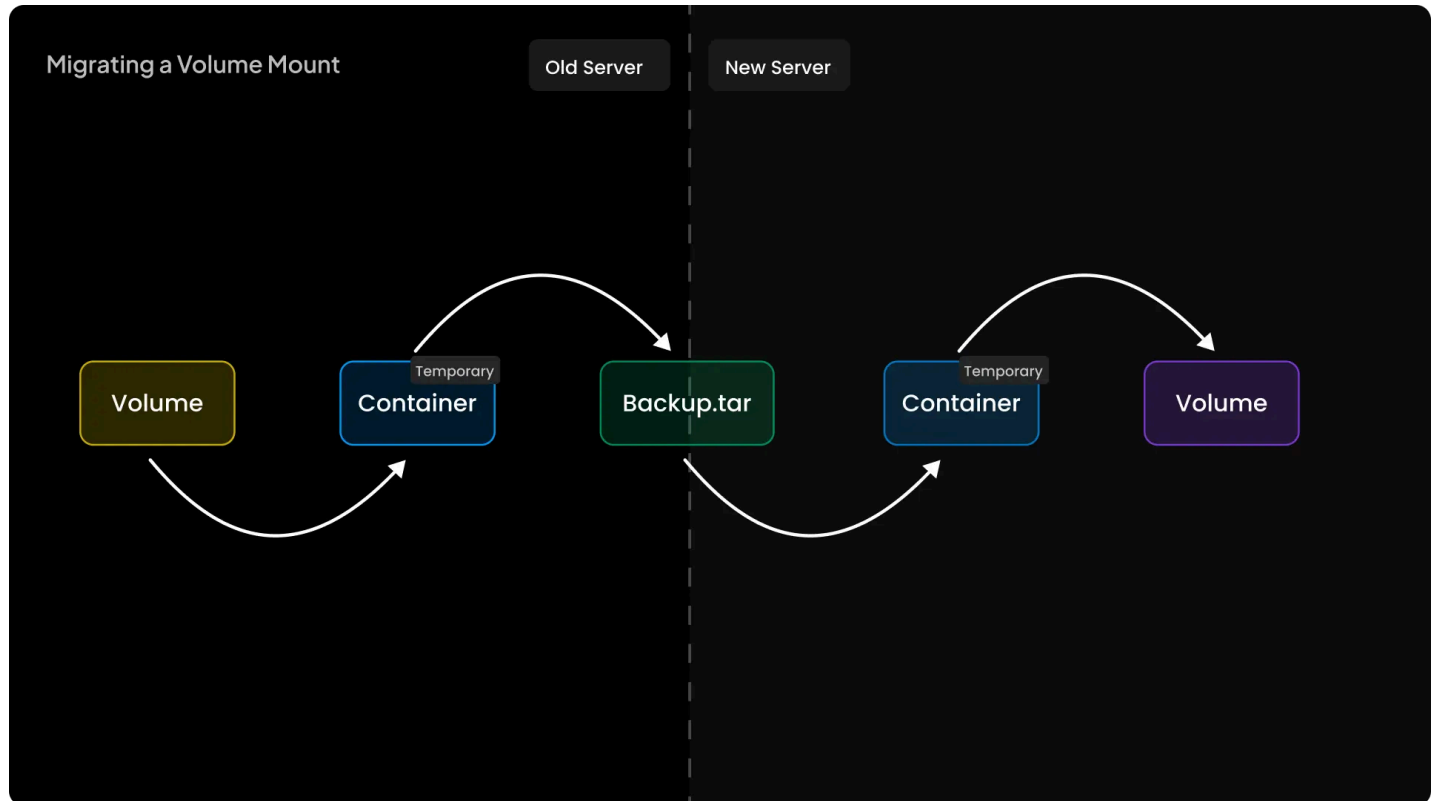 Migrating a Volume Mount
Old Server
New Server
Volume
Container
Temporary
Backup.tar
Container
Temporary
Volume